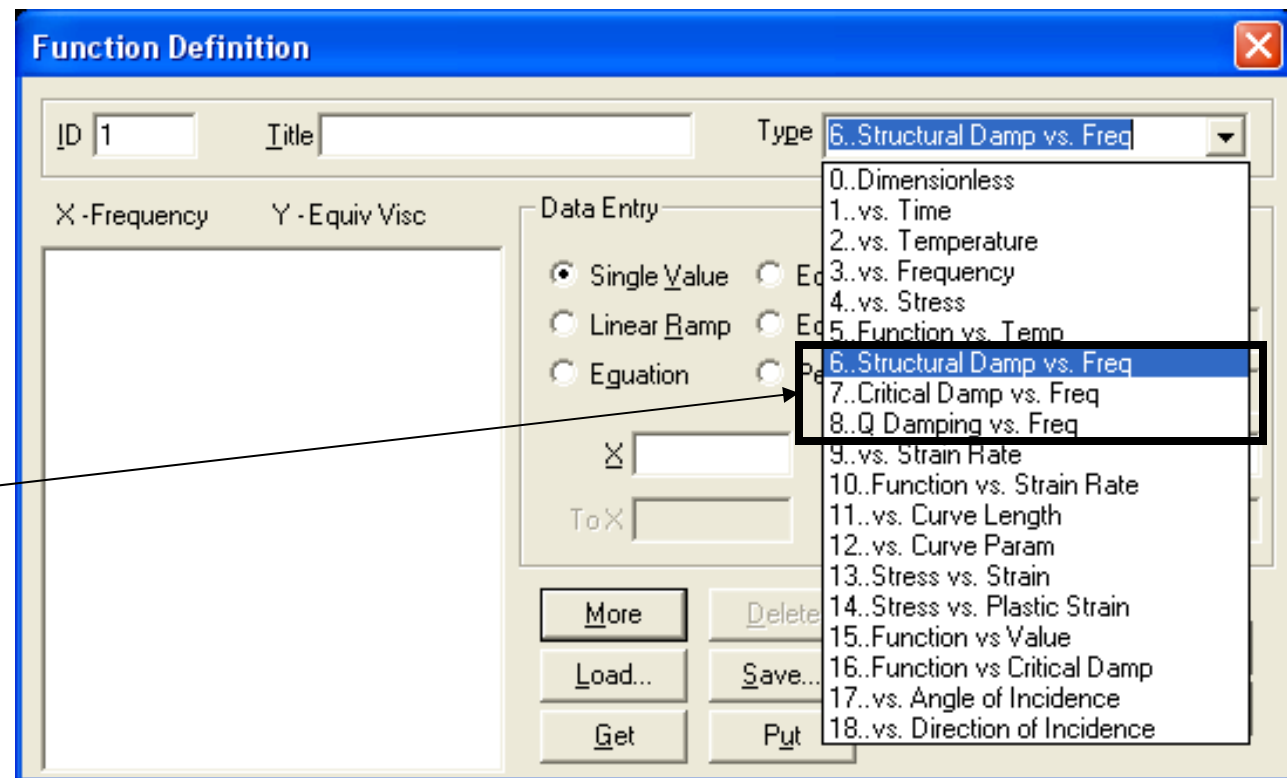 Function Definition
ID 1 Title Type 6..Structural Damp vs. Freq
X -Frequency Y - Equiv Visc
Data Entry
Single Value
Linear Ramp
Equation
X
To X
More Delete
Load... Save...
Get Put
0..Dimensionless
1..vs. Time
2..vs. Temperature
3..vs. Frequency
4..vs. Stress
5..Function vs. Temp
6..Structural Damp vs. Freq
7..Critical Damp vs. Freq
8..Q Damping vs. Freq
9..vs. Strain Rate
10..Function vs. Strain Rate
11..vs. Curve Length
12..vs. Curve Param
13..Stress vs. Strain
14..Stress vs. Plastic Strain
15..Function vs Value
16..Function vs Critical Damp
17..vs. Angle of Incidence
18..vs. Direction of Incidence